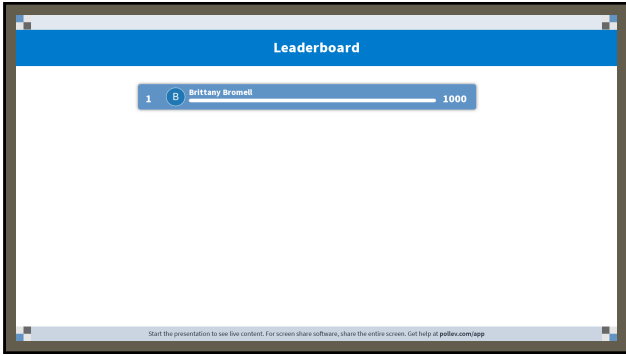 Leaderboard
1 B Brittany Bromell 1000
Start the presentation to see live content. For screen share software, share the entire screen. Get help at pollev.com/app